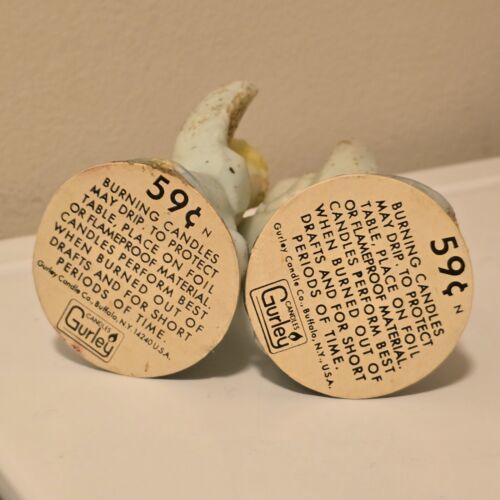 59¢ N
BURNING CANDLES
MAY DRIP. TO PROTECT
TABLE, PLACE ON FOIL
OR FLAMEPROOF MATERIAL.
CANDLES PERFORM BEST
WHEN BURNED OUT OF
DRAFTS AND FOR SHORT
PERIODS OF TIME.
Gurley Candle Co., Buffalo, N.Y. 14240 U.S.A.
CANDLES
Gurley
59¢ N
BURNING CANDLES
MAY DRIP. TO PROTECT
TABLE, PLACE ON FOIL
OR FLAMEPROOF MATERIAL.
CANDLES PERFORM BEST
WHEN BURNED OUT OF
DRAFTS AND FOR SHORT
PERIODS OF TIME.
Gurley Candle Co., Buffalo, N.Y., U.S.A.
CANDLES
Gurley